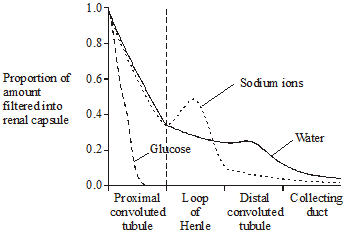 Proportion of
amount
filtered into
renal capsule
1.0
0.8
0.6
0.4
0.2
0.0
Sodium ions
Water
Glucose
Proximal
convoluted
tubule
Loop
of
Henle
Distal
convoluted
tubule
Collecting
duct